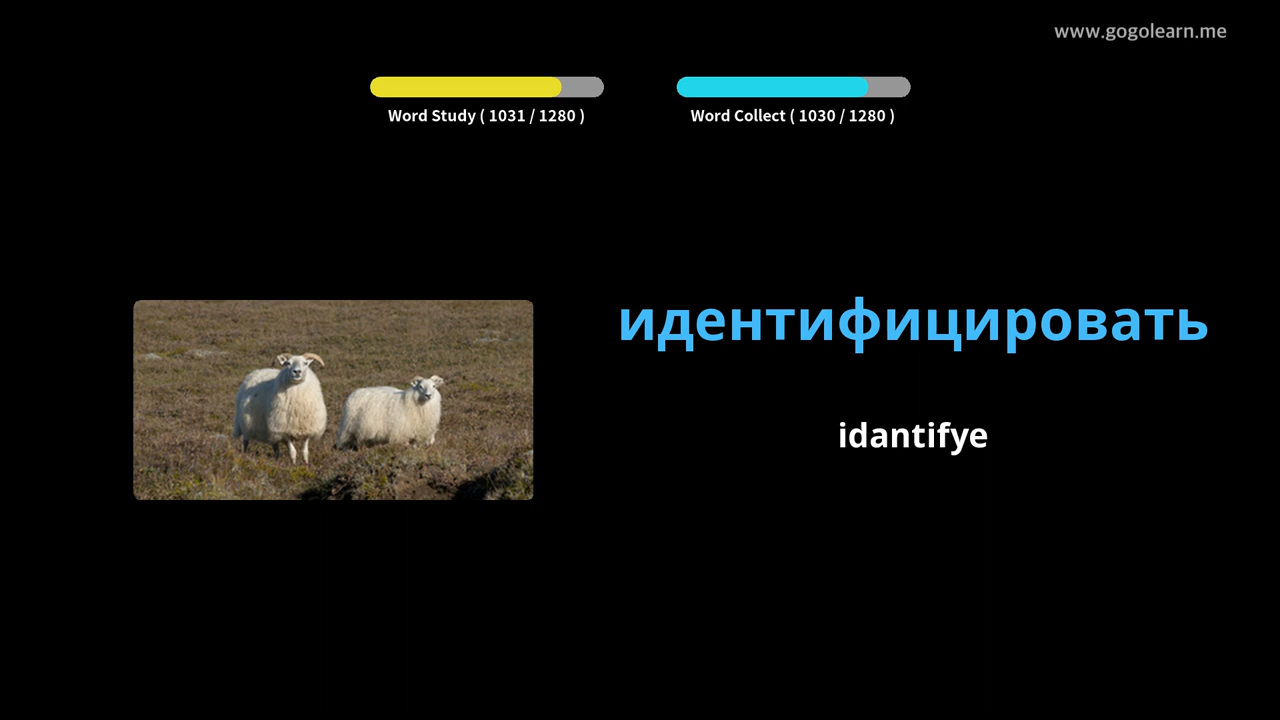 www.gogolearn.me
Word Study ( 1031 / 1280 )
Word Collect ( 1030 / 1280 )
идентифицировать
idantifye